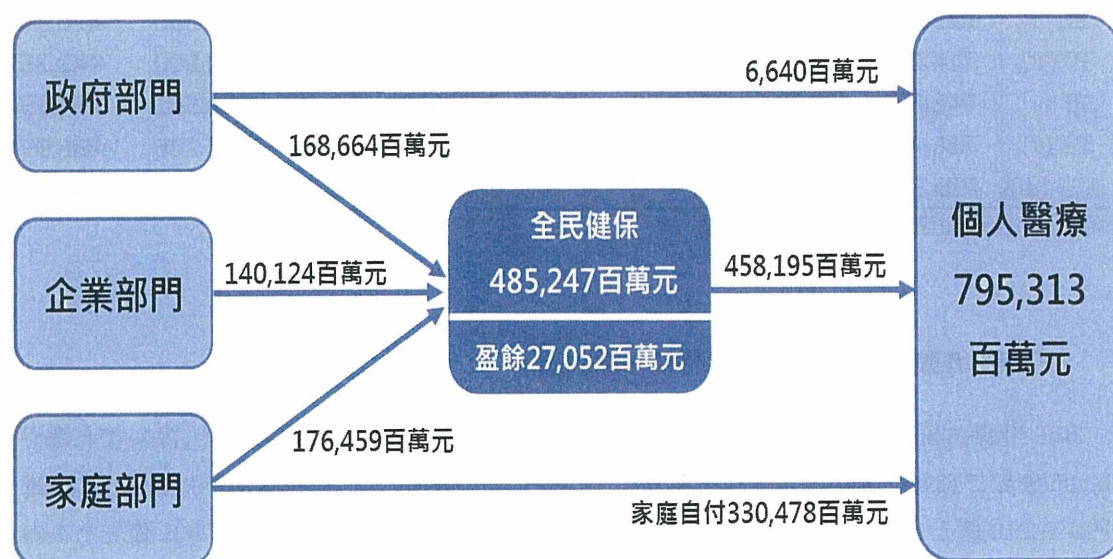 政府部門
6,640百萬元
168,664百萬元
企業部門
140,124百萬元
全民健保
485,247百萬元
盈餘27,052百萬元
458,195百萬元
個人醫療
795,313
百萬元
家庭部門
176,459百萬元
家庭自付330,478百萬元